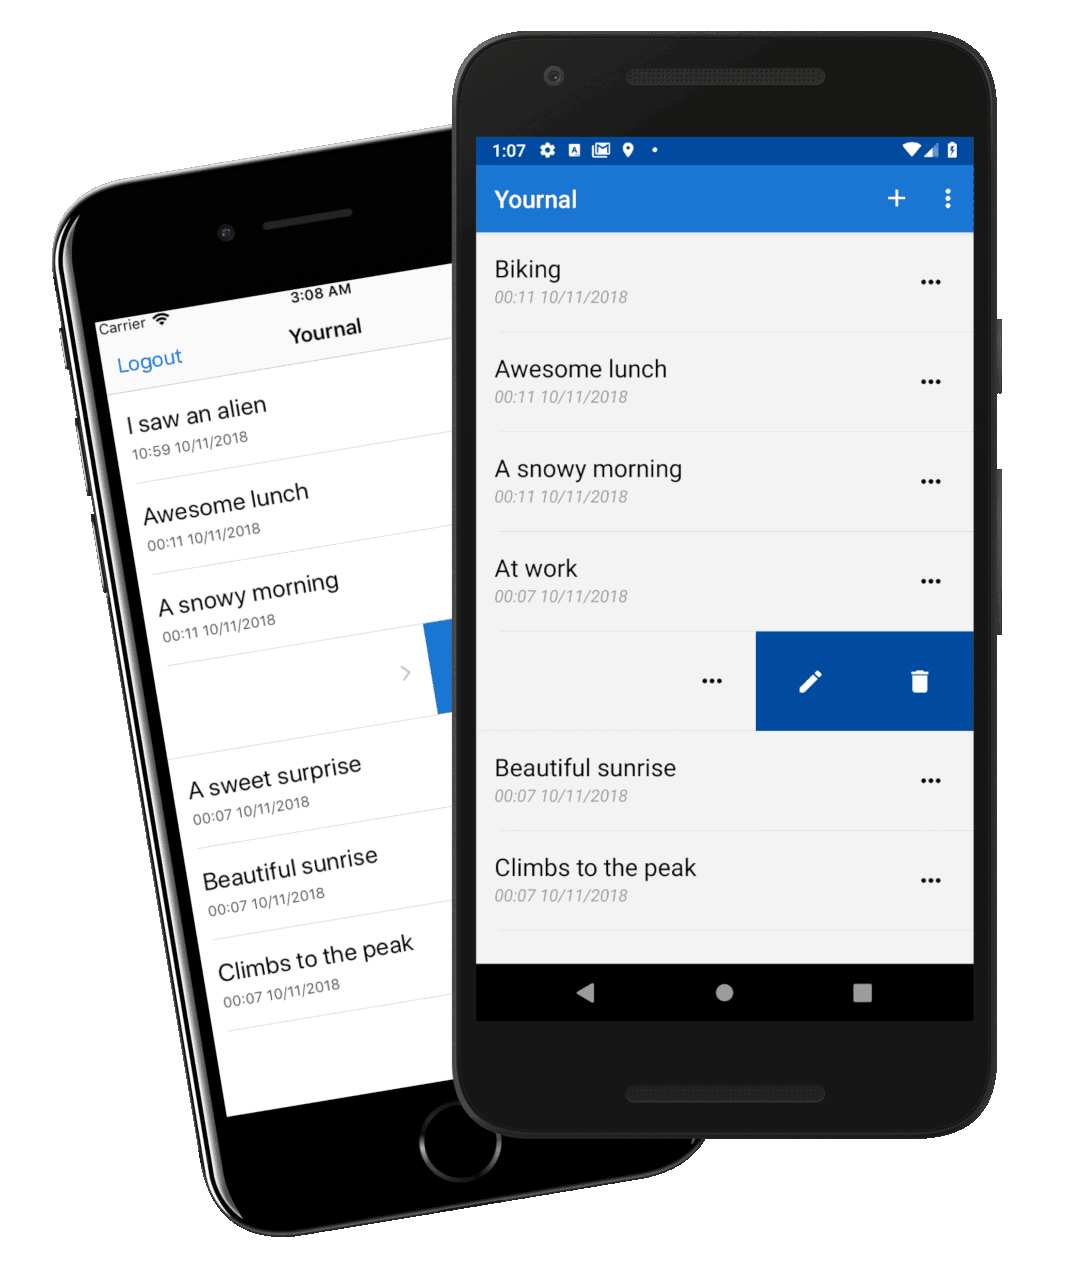 Carrier
3:08 AM
Logout
Yournal
I saw an alien
10:59 10/11/2018
Awesome lunch
00:11 10/11/2018
A snowy morning
00:11 10/11/2018
A sweet surprise
00:07 10/11/2018
Beautiful sunrise
00:07 10/11/2018
Climbs to the peak
00:07 10/11/2018
1:07
A
Yournal
Biking
00:11 10/11/2018
Awesome lunch
00:11 10/11/2018
A snowy morning
00:11 10/11/2018
At work
00:07 10/11/2018
Beautiful sunrise
00:07 10/11/2018
Climbs to the peak
00:07 10/11/2018